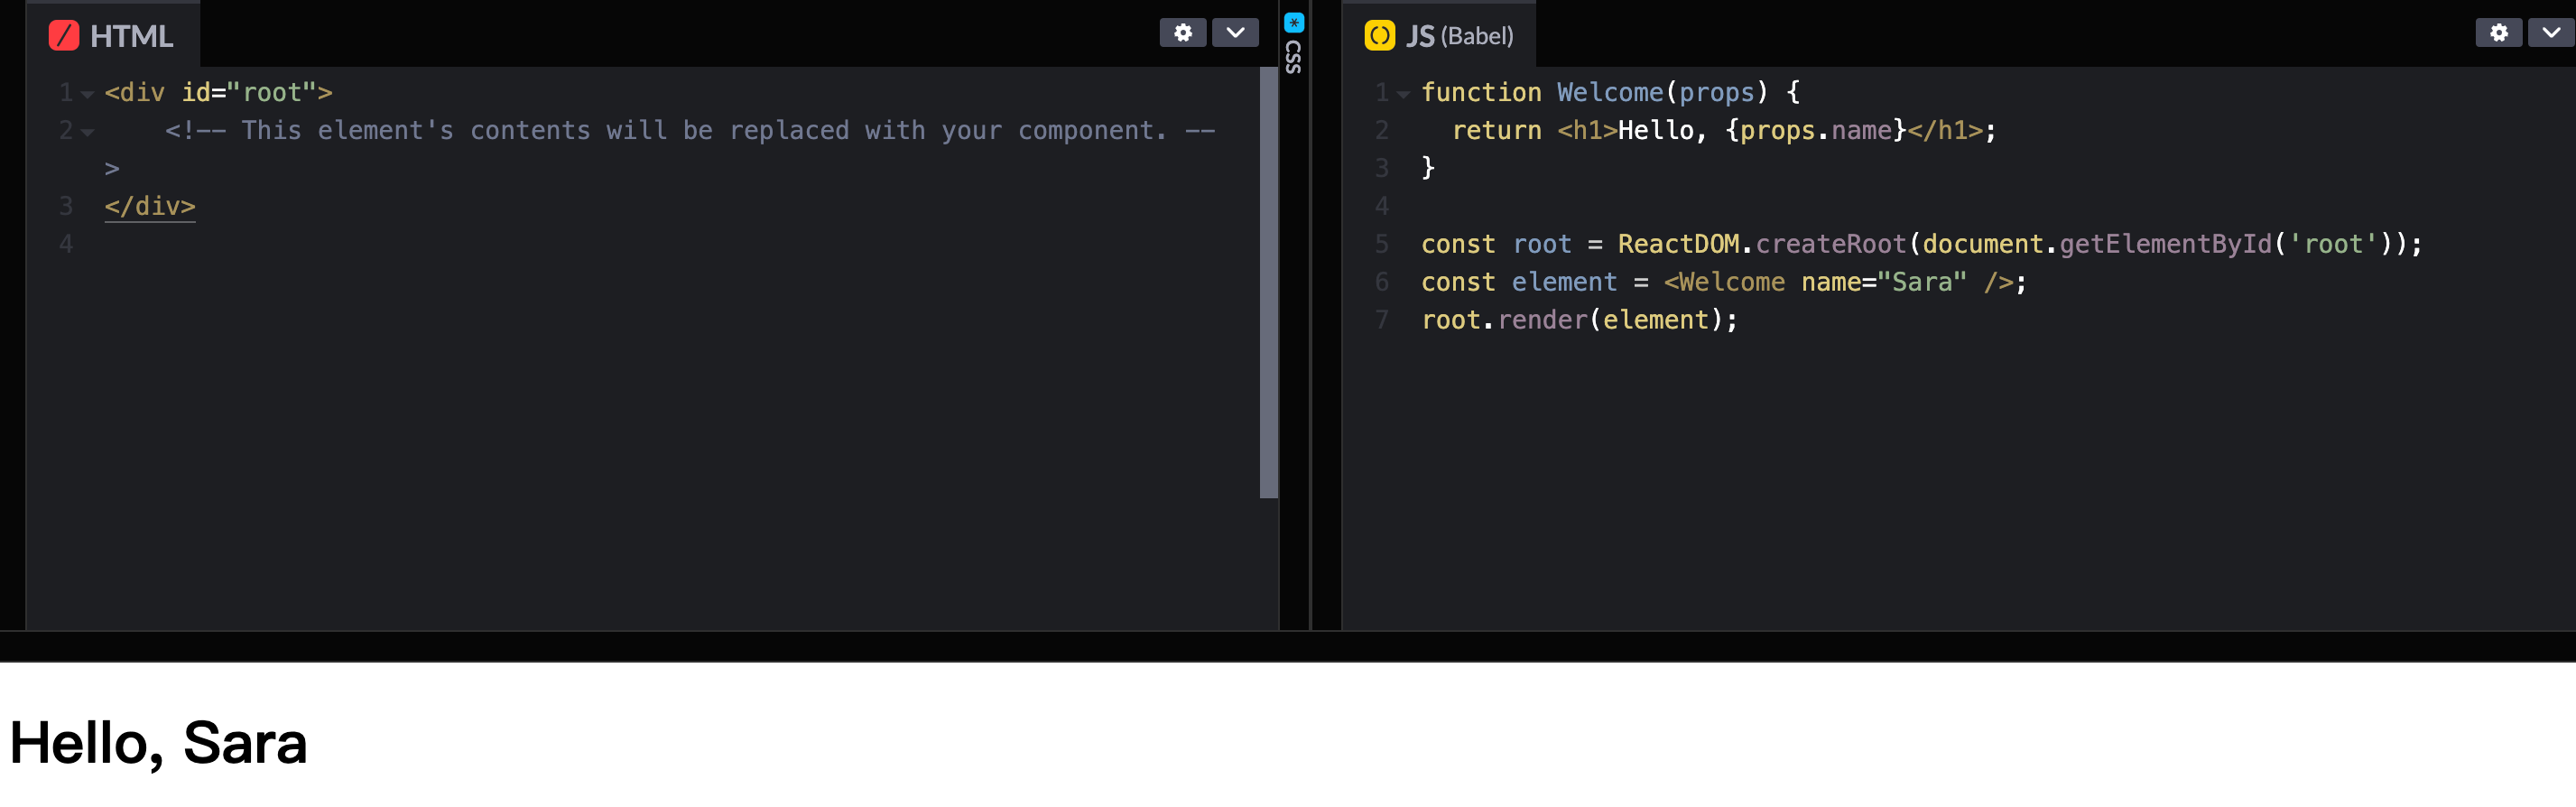 HTML
1 <div id="root">
2     <!-- This element's contents will be replaced with your component. --
>
3 </div>
4
* CSS
JS (Babel)
1 function Welcome(props) {
2   return <h1>Hello, {props.name}</h1>;
3 }
4
5 const root = ReactDOM.createRoot(document.getElementById('root'));
6 const element = <Welcome name="Sara" />;
7 root.render(element);
Hello, Sara